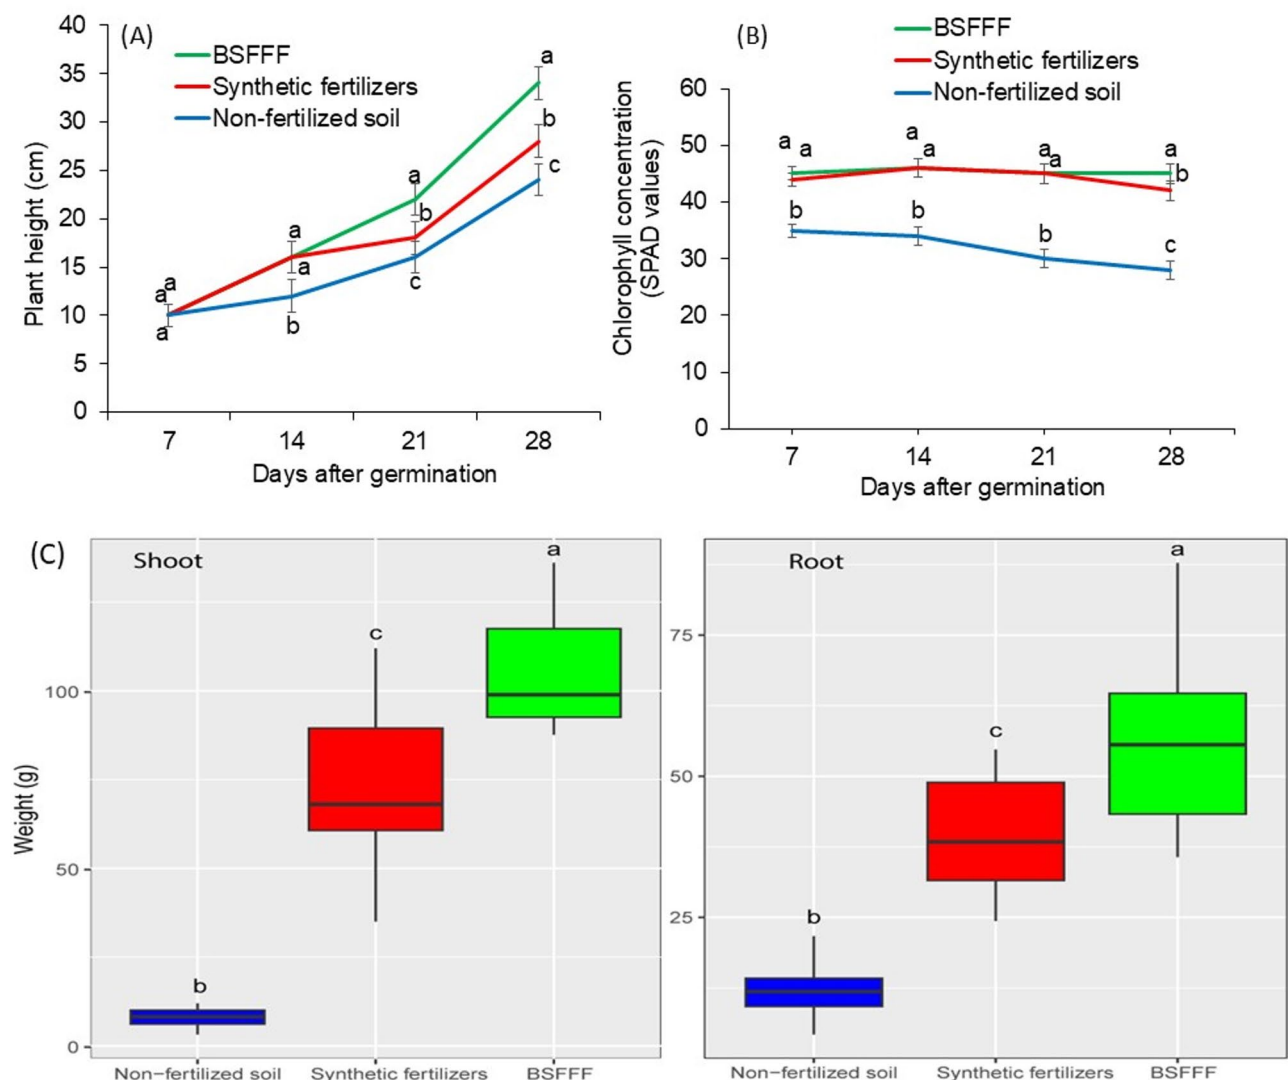 (A)
BSFFF
Synthetic fertilizers
Non-fertilized soil
Plant height (cm)
40
35
30
25
20
15
10
5
0
a
a
a
a
a
b
a
b
c
a
b
c
7 14 21 28
Days after germination
(B)
BSFFF
Synthetic fertilizers
Non-fertilized soil
Chlorophyll concentration
(SPAD values)
60
50
40
30
20
10
0
a
a
b
a
a
b
a
a
b
a
b
c
7 14 21 28
Days after germination
(C)
Shoot
Weight (g)
100
50
0
b
c
a
Non-fertilized soil Synthetic fertilizers BSFFF
Root
75
50
25
b
c
a
Non-fertilized soil Synthetic fertilizers BSFFF